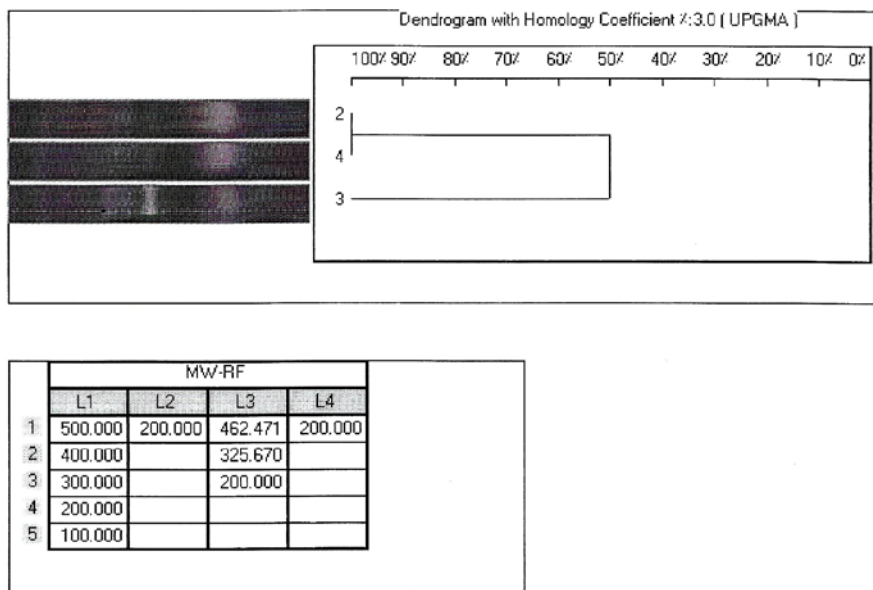 Dendrogram with Homology Coefficient %:3.0 ( UPGMA )
100% 90% 80% 70% 60% 50% 40% 30% 20% 10% 0%
2
4
3
MW-RF
L1 L2 L3 L4
1 500.000 200.000 462.471 200.000
2 400.000 325.670
3 300.000 200.000
4 200.000
5 100.000